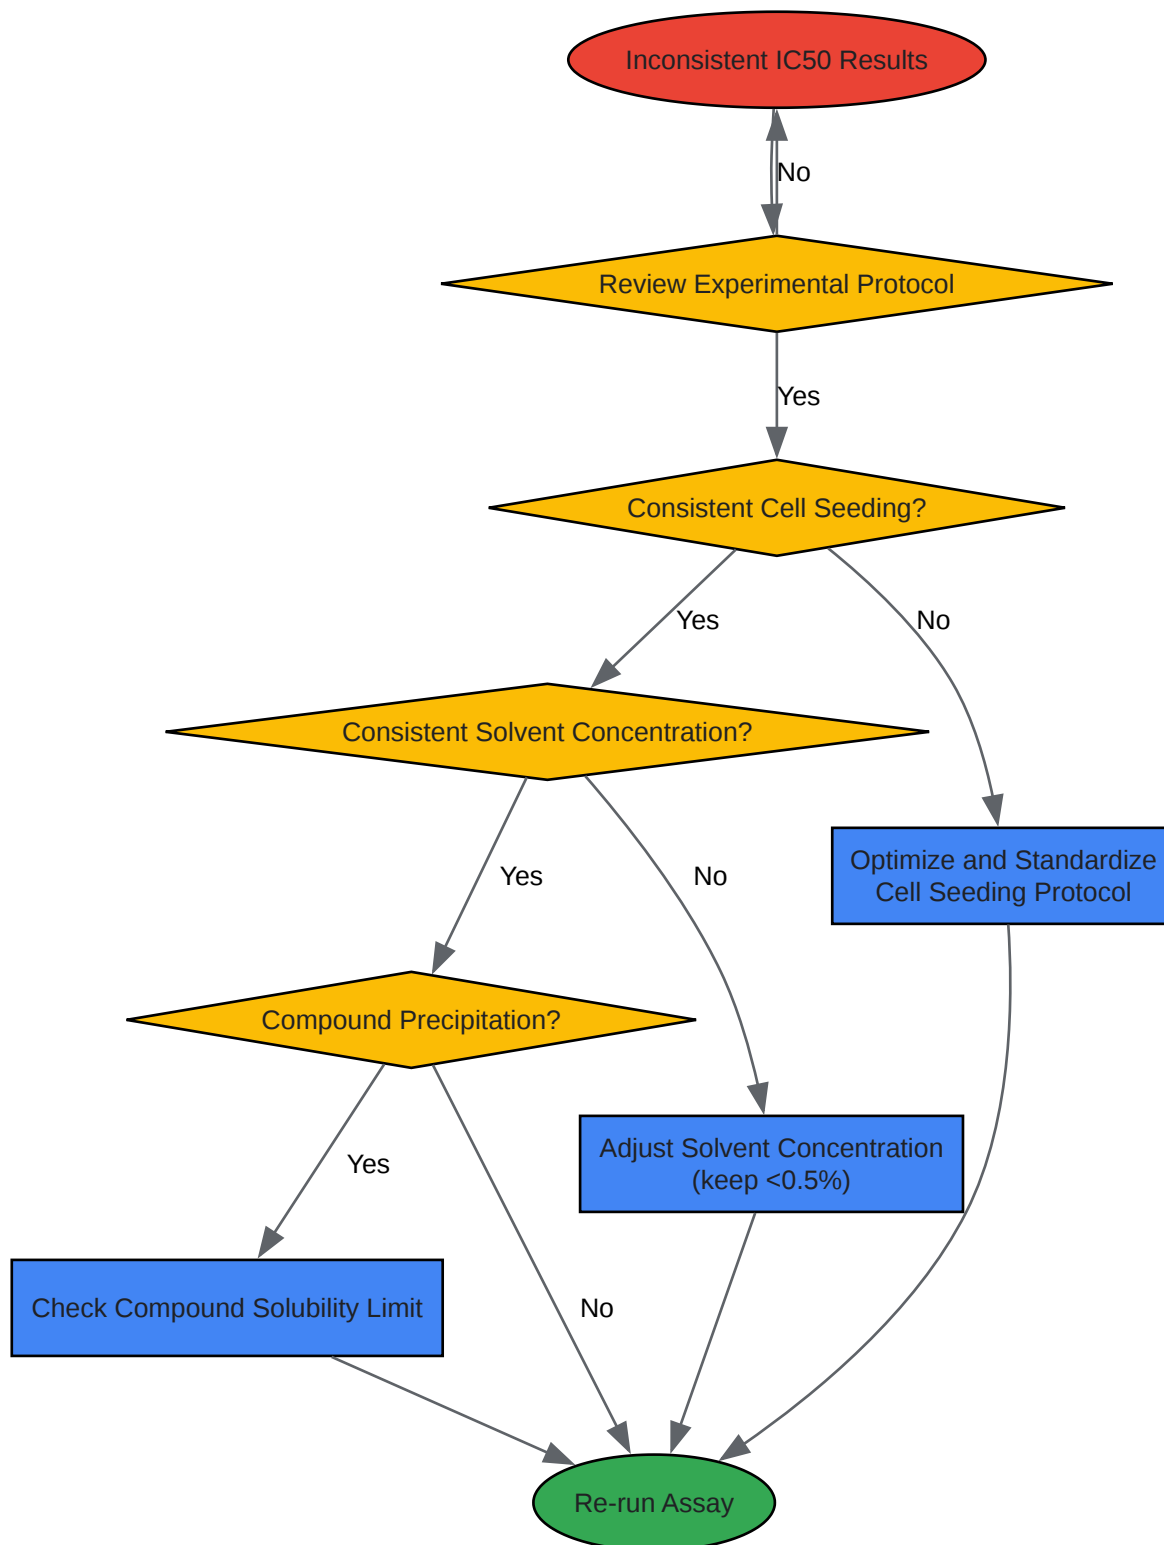 Inconsistent IC50 Results
No
Review Experimental Protocol
Yes
Consistent Cell Seeding?
Yes
No
Consistent Solvent Concentration?
Optimize and Standardize
Cell Seeding Protocol
Yes
No
Compound Precipitation?
Adjust Solvent Concentration
(keep <0.5%)
Yes
Check Compound Solubility Limit
No
Re-run Assay